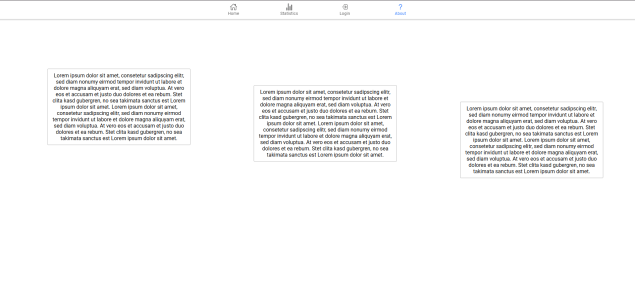 Home
Statistics
Login
About
Lorem ipsum dolor sit amet, consetetur sadipscing elitr,
sed diam nonumy eirmod tempor invidunt ut labore et
dolore magna aliquyam erat, sed diam voluptua. At vero
eos et accusam et justo duo dolores et ea rebum. Stet
clita kasd gubergren, no sea takimata sanctus est Lorem
ipsum dolor sit amet. Lorem ipsum dolor sit amet,
consetetur sadipscing elitr, sed diam nonumy eirmod
tempor invidunt ut labore et dolore magna aliquyam erat,
sed diam voluptua. At vero eos et accusam et justo duo
dolores et ea rebum. Stet clita kasd gubergren, no sea
takimata sanctus est Lorem ipsum dolor sit amet.
Lorem ipsum dolor sit amet, consetetur sadipscing elitr,
sed diam nonumy eirmod tempor invidunt ut labore et
dolore magna aliquyam erat, sed diam voluptua. At vero
eos et accusam et justo duo dolores et ea rebum. Stet
clita kasd gubergren, no sea takimata sanctus est Lorem
ipsum dolor sit amet. Lorem ipsum dolor sit amet,
consetetur sadipscing elitr, sed diam nonumy eirmod
tempor invidunt ut labore et dolore magna aliquyam erat,
sed diam voluptua. At vero eos et accusam et justo duo
dolores et ea rebum. Stet clita kasd gubergren, no sea
takimata sanctus est Lorem ipsum dolor sit amet.
Lorem ipsum dolor sit amet, consetetur sadipscing elitr,
sed diam nonumy eirmod tempor invidunt ut labore et
dolore magna aliquyam erat, sed diam voluptua. At vero
eos et accusam et justo duo dolores et ea rebum. Stet
clita kasd gubergren, no sea takimata sanctus est Lorem
ipsum dolor sit amet. Lorem ipsum dolor sit amet,
consetetur sadipscing elitr, sed diam nonumy eirmod
tempor invidunt ut labore et dolore magna aliquyam erat,
sed diam voluptua. At vero eos et accusam et justo duo
dolores et ea rebum. Stet clita kasd gubergren, no sea
takimata sanctus est Lorem ipsum dolor sit amet.